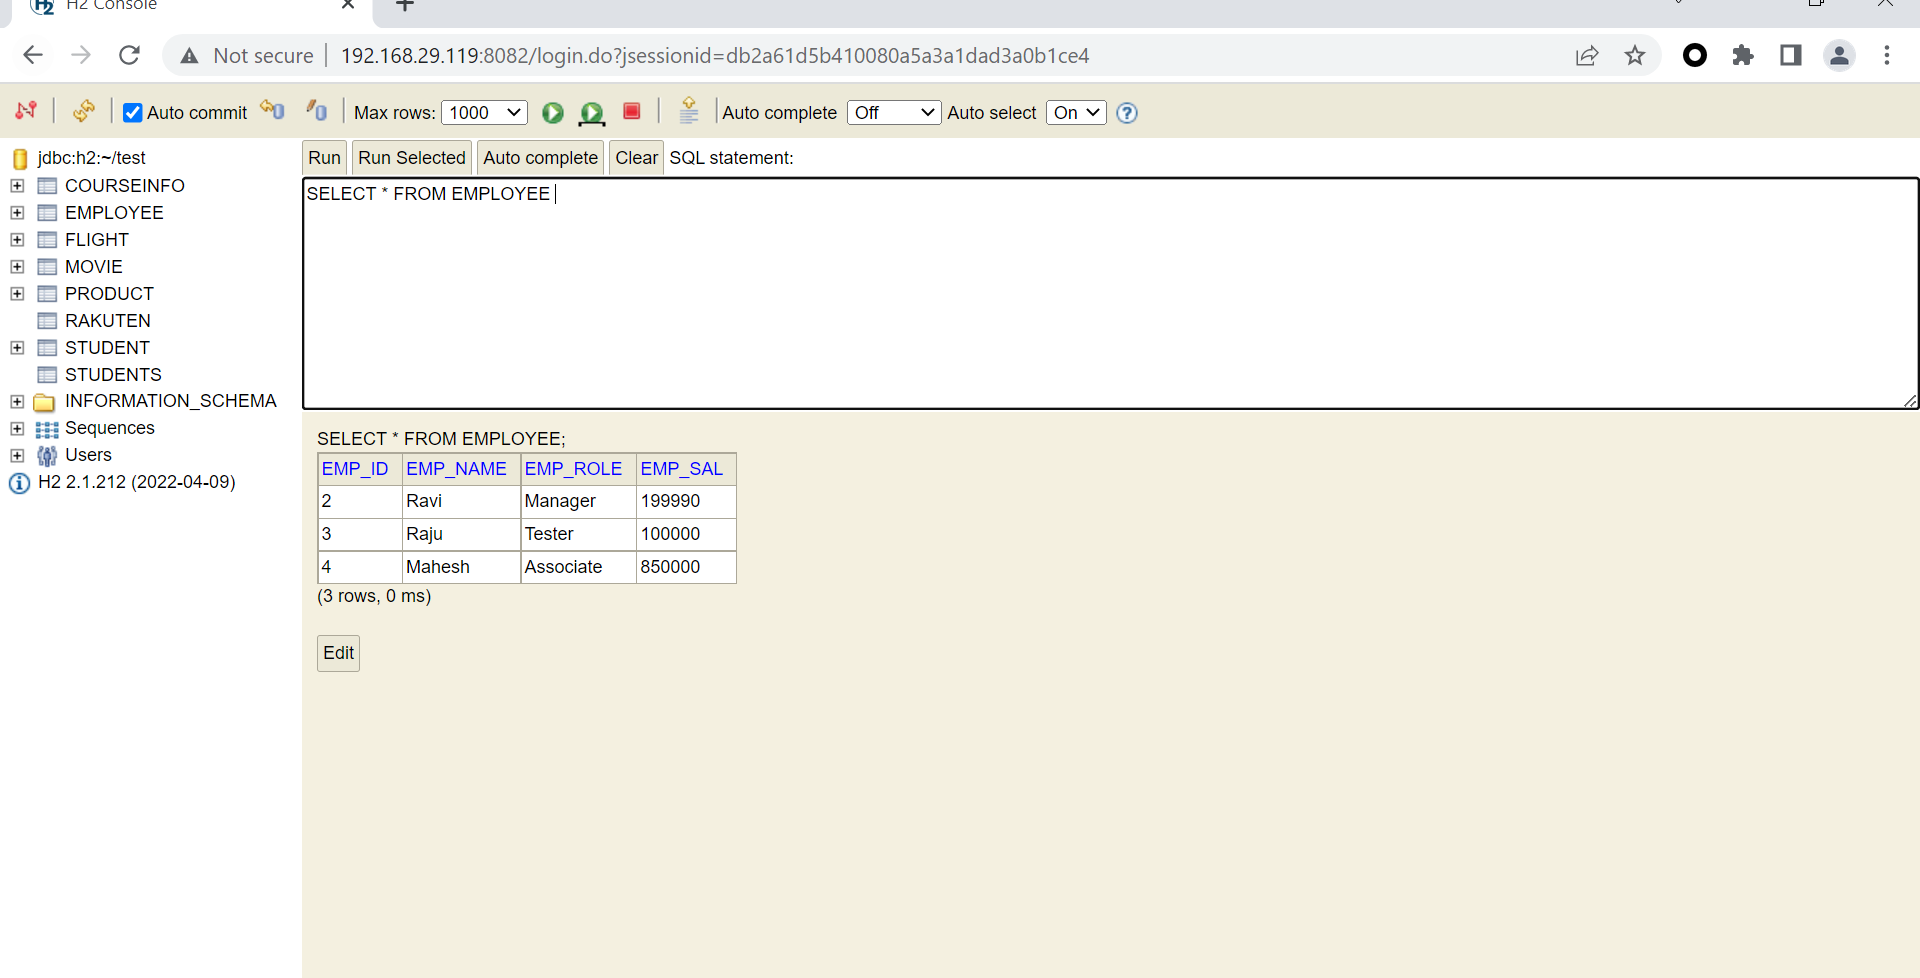 H2 Console
Not secure 192.168.29.119:8082/login.do?jsessionid=db2a61d5b410080a5a3a1dad3a0b1ce4
Auto commit Max rows: 1000 Auto complete Off Auto select On
jdbc:h2:~/test
COURSEINFO
EMPLOYEE
FLIGHT
MOVIE
PRODUCT
RAKUTEN
STUDENT
STUDENTS
INFORMATION_SCHEMA
Sequences
Users
H2 2.1.212 (2022-04-09)
Run Run Selected Auto complete Clear SQL statement:
SELECT * FROM EMPLOYEE
SELECT * FROM EMPLOYEE;
EMP_ID EMP_NAME EMP_ROLE EMP_SAL
2 Ravi Manager 199990
3 Raju Tester 100000
4 Mahesh Associate 850000
(3 rows, 0 ms)
Edit